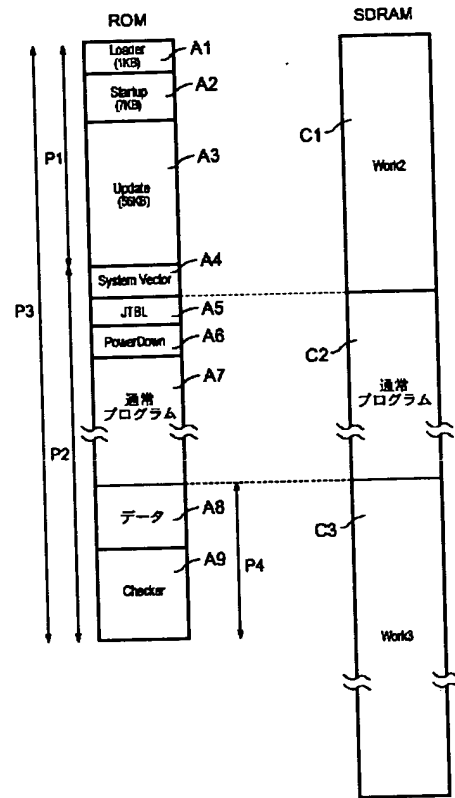 ROM
SDRAM
Loader
(1KB)
A1
Startup
(7KB)
A2
Update
(56KB)
A3
System Vector
A4
JTBL
A5
PowerDown
A6
通常
プログラム
A7
データ
A8
Checker
A9
P1
P2
P3
P4
C1
Work2
C2
通常
プログラム
C3
Work3